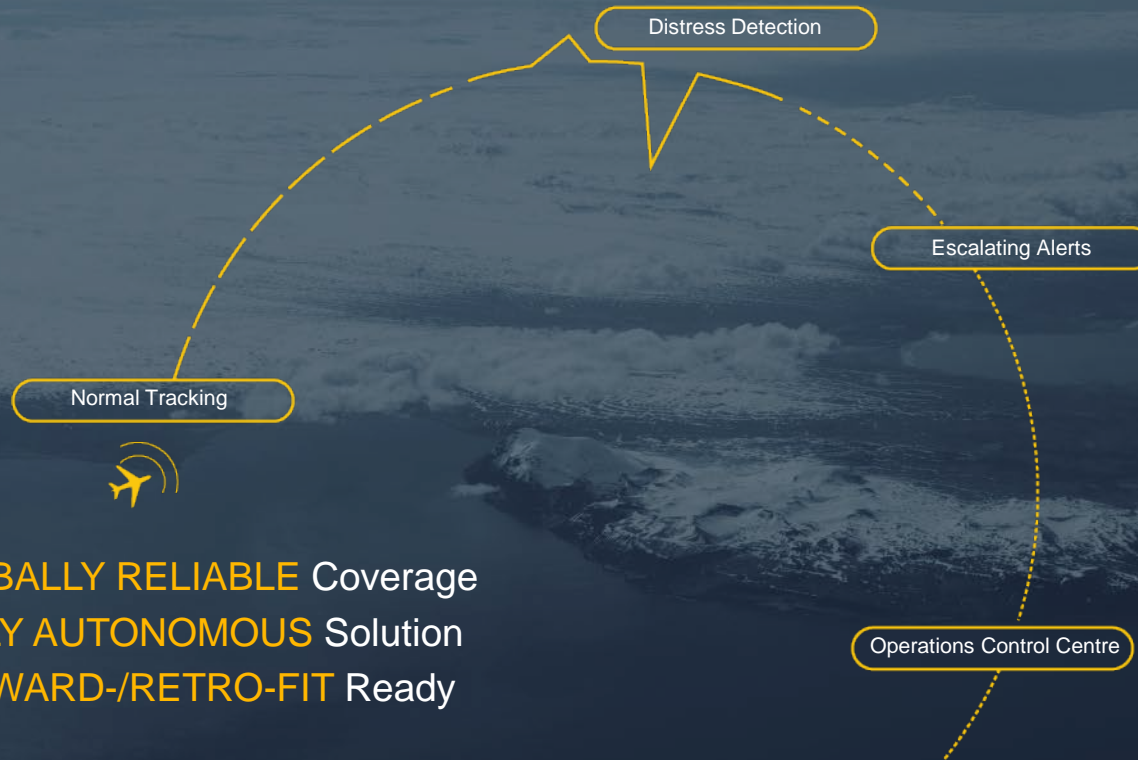 Distress Detection
Escalating Alerts
Normal Tracking
BALLY RELIABLE Coverage
Y AUTONOMOUS Solution
WARD-/RETRO-FIT Ready
Operations Control Centre